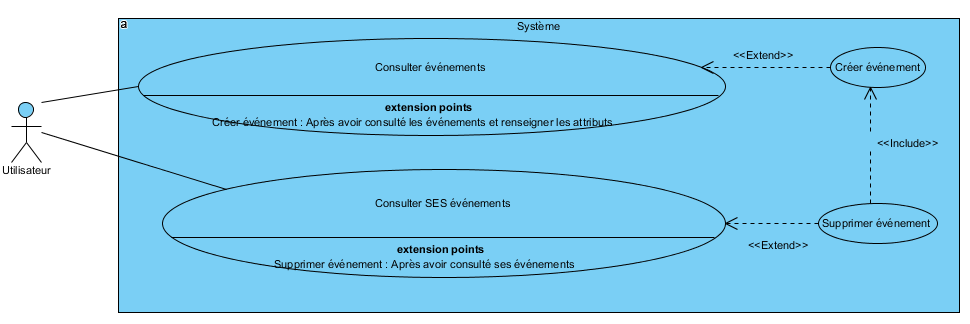 a
Système
Consulter événements
<<Extend>>
Créer événement
extension points
Créer événement : Après avoir consulté les événements et renseigner les attributs
<<Include>>
Utilisateur
Consulter SES événements
Supprimer événement
extension points
<<Extend>>
Supprimer événement : Après avoir consulté ses événements